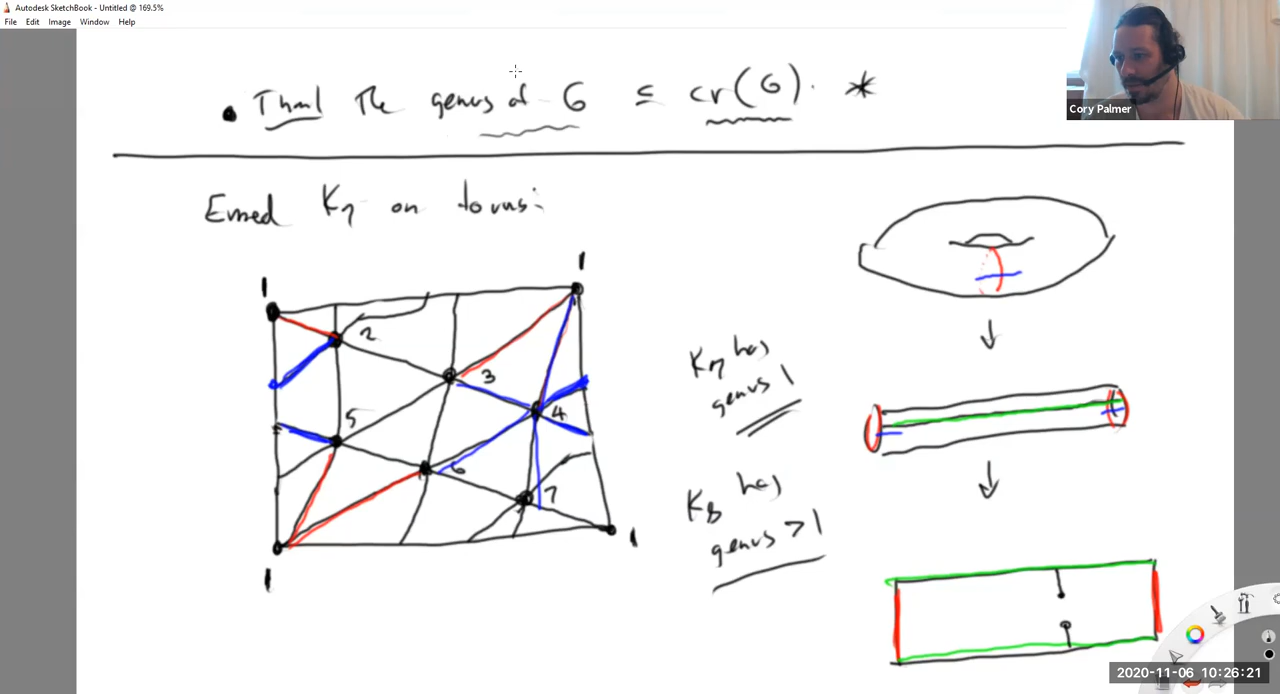 Autodesk SketchBook - Untitled @ 169.5%
File Edit Image Window Help
Cory Palmer
• Thm The genus of G ≤ cr(G). *
Emed K7 on torus:
1
1
2
3
4
5
6
7
1
1
K7 has
genus 1
K8 has
genus > 1
2020-11-06 10:26:21